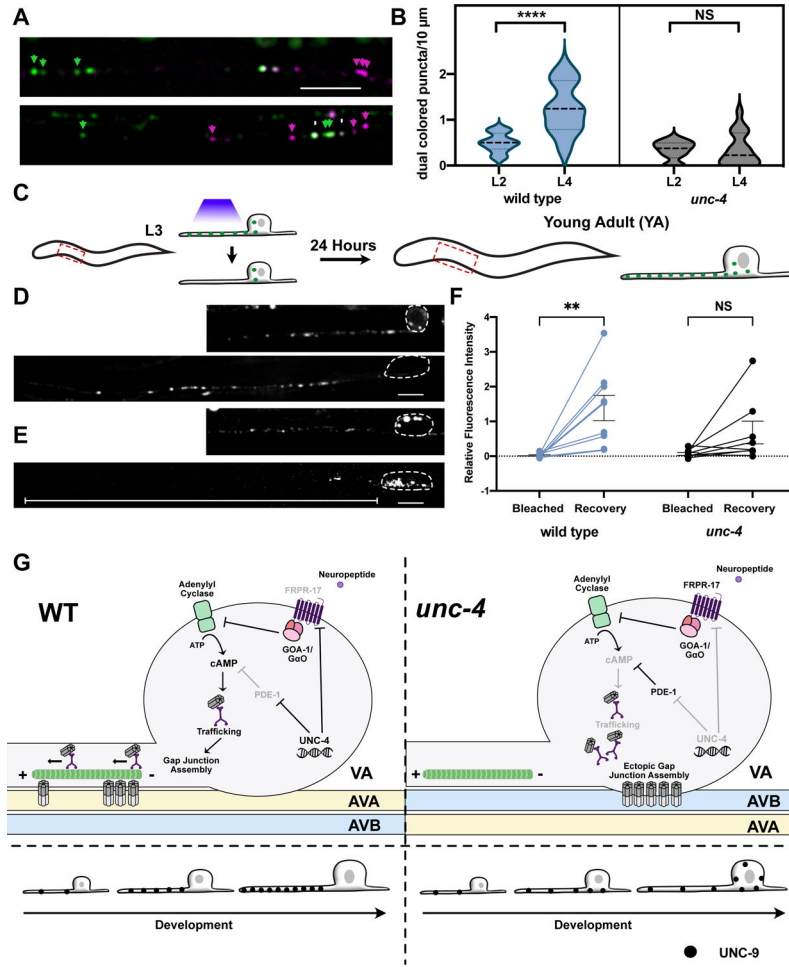 A
B
dual colored puncta/10 µm
2
1
0
****
NS
L2
L4
L2
L4
wild type
unc-4
C
L3
24 Hours
Young Adult (YA)
D
E
F
Relative Fluorescence Intensity
4
3
2
1
0
-1
**
NS
Bleached
Recovery
Bleached
Recovery
wild type
unc-4
G
WT
Adenylyl
Cyclase
FRPR-17
Neuropeptide
ATP
GOA-1/
GαO
cAMP
PDE-1
Trafficking
UNC-4
Gap Junction
Assembly
+
-
VA
AVA
AVB
Development
unc-4
Adenylyl
Cyclase
FRPR-17
Neuropeptide
ATP
GOA-1/
GαO
cAMP
PDE-1
Trafficking
UNC-4
Ectopic Gap
Junction Assembly
+
-
VA
AVB
AVA
Development
UNC-9